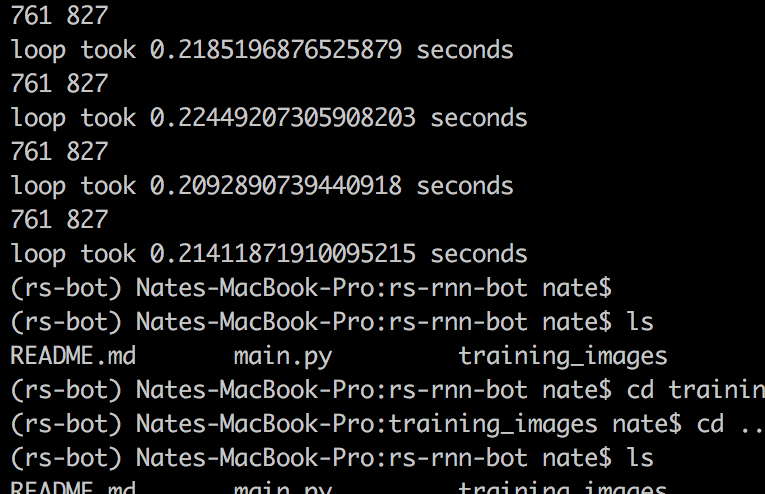 761 827
loop took 0.2185196876525879 seconds
761 827
loop took 0.22449207305908203 seconds
761 827
loop took 0.2092890739440918 seconds
761 827
loop took 0.21411871910095215 seconds
(rs-bot) Nates-MacBook-Pro:rs-rnn-bot nate$
(rs-bot) Nates-MacBook-Pro:rs-rnn-bot nate$ ls
README.md main.py training_images
(rs-bot) Nates-MacBook-Pro:rs-rnn-bot nate$ cd trainin
(rs-bot) Nates-MacBook-Pro:training_images nate$ cd ..
(rs-bot) Nates-MacBook-Pro:rs-rnn-bot nate$ ls
README.md main.py training_images